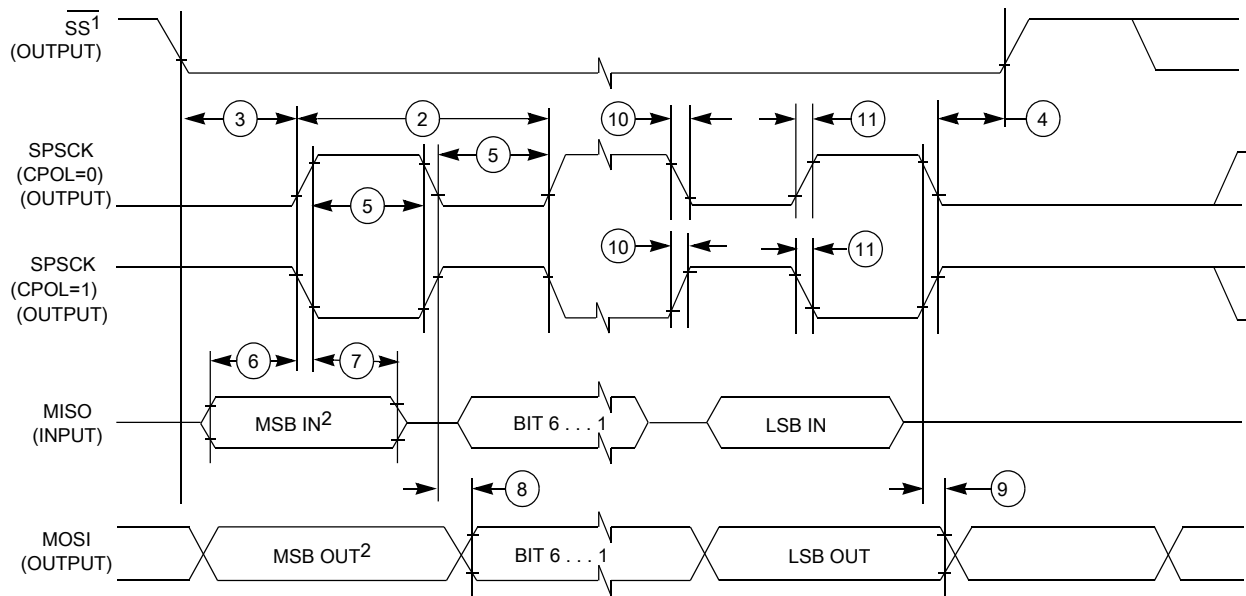 SS¹
(OUTPUT)
3
2
10
11
4
SPSCK
(CPOL=0)
(OUTPUT)
5
5
SPSCK
(CPOL=1)
(OUTPUT)
10
11
6
7
MISO
(INPUT)
MSB IN²
BIT 6 . . . 1
LSB IN
8
9
MOSI
(OUTPUT)
MSB OUT²
BIT 6 . . . 1
LSB OUT